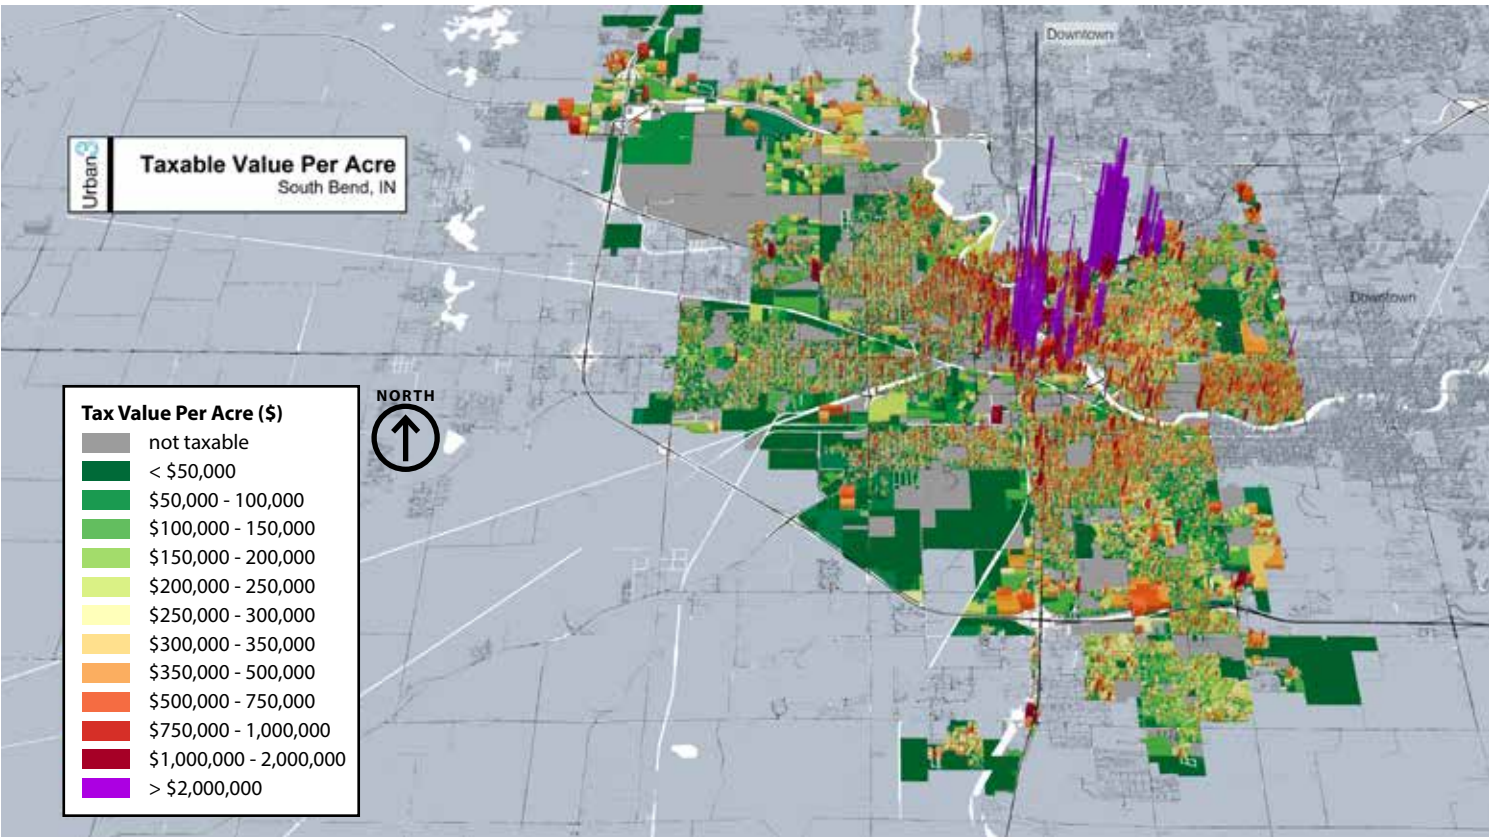 Downtown
Urban3
Taxable Value Per Acre
South Bend, IN
Downtown
NORTH
Tax Value Per Acre ($)
not taxable
< $50,000
$50,000 - 100,000
$100,000 - 150,000
$150,000 - 200,000
$200,000 - 250,000
$250,000 - 300,000
$300,000 - 350,000
$350,000 - 500,000
$500,000 - 750,000
$750,000 - 1,000,000
$1,000,000 - 2,000,000
> $2,000,000